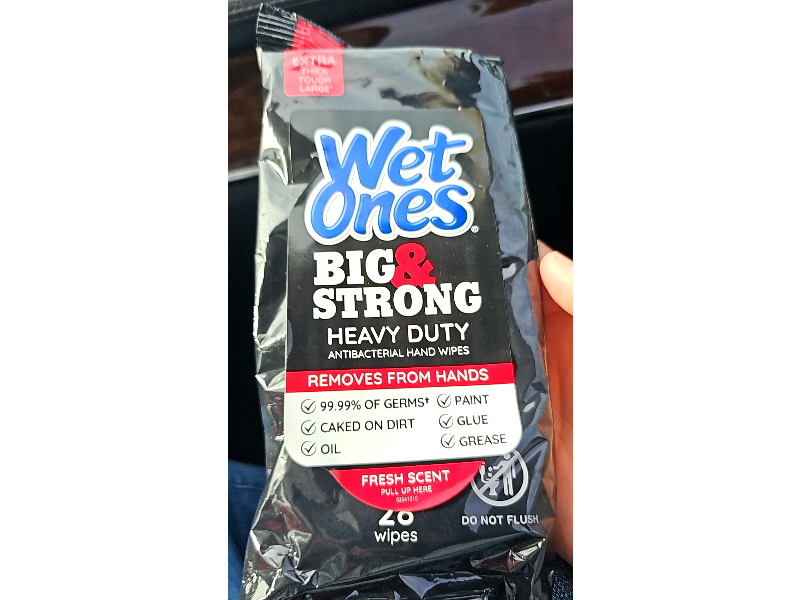 EXTRA
THICK
TOUGH
LARGE
Wet
Ones®
BIG &
STRONG
HEAVY DUTY
ANTIBACTERIAL HAND WIPES
REMOVES FROM HANDS
99.99% OF GERMS† PAINT
CAKED ON DIRT GLUE
OIL GREASE
FRESH SCENT
PULL UP HERE
DO NOT FLUSH
wipes